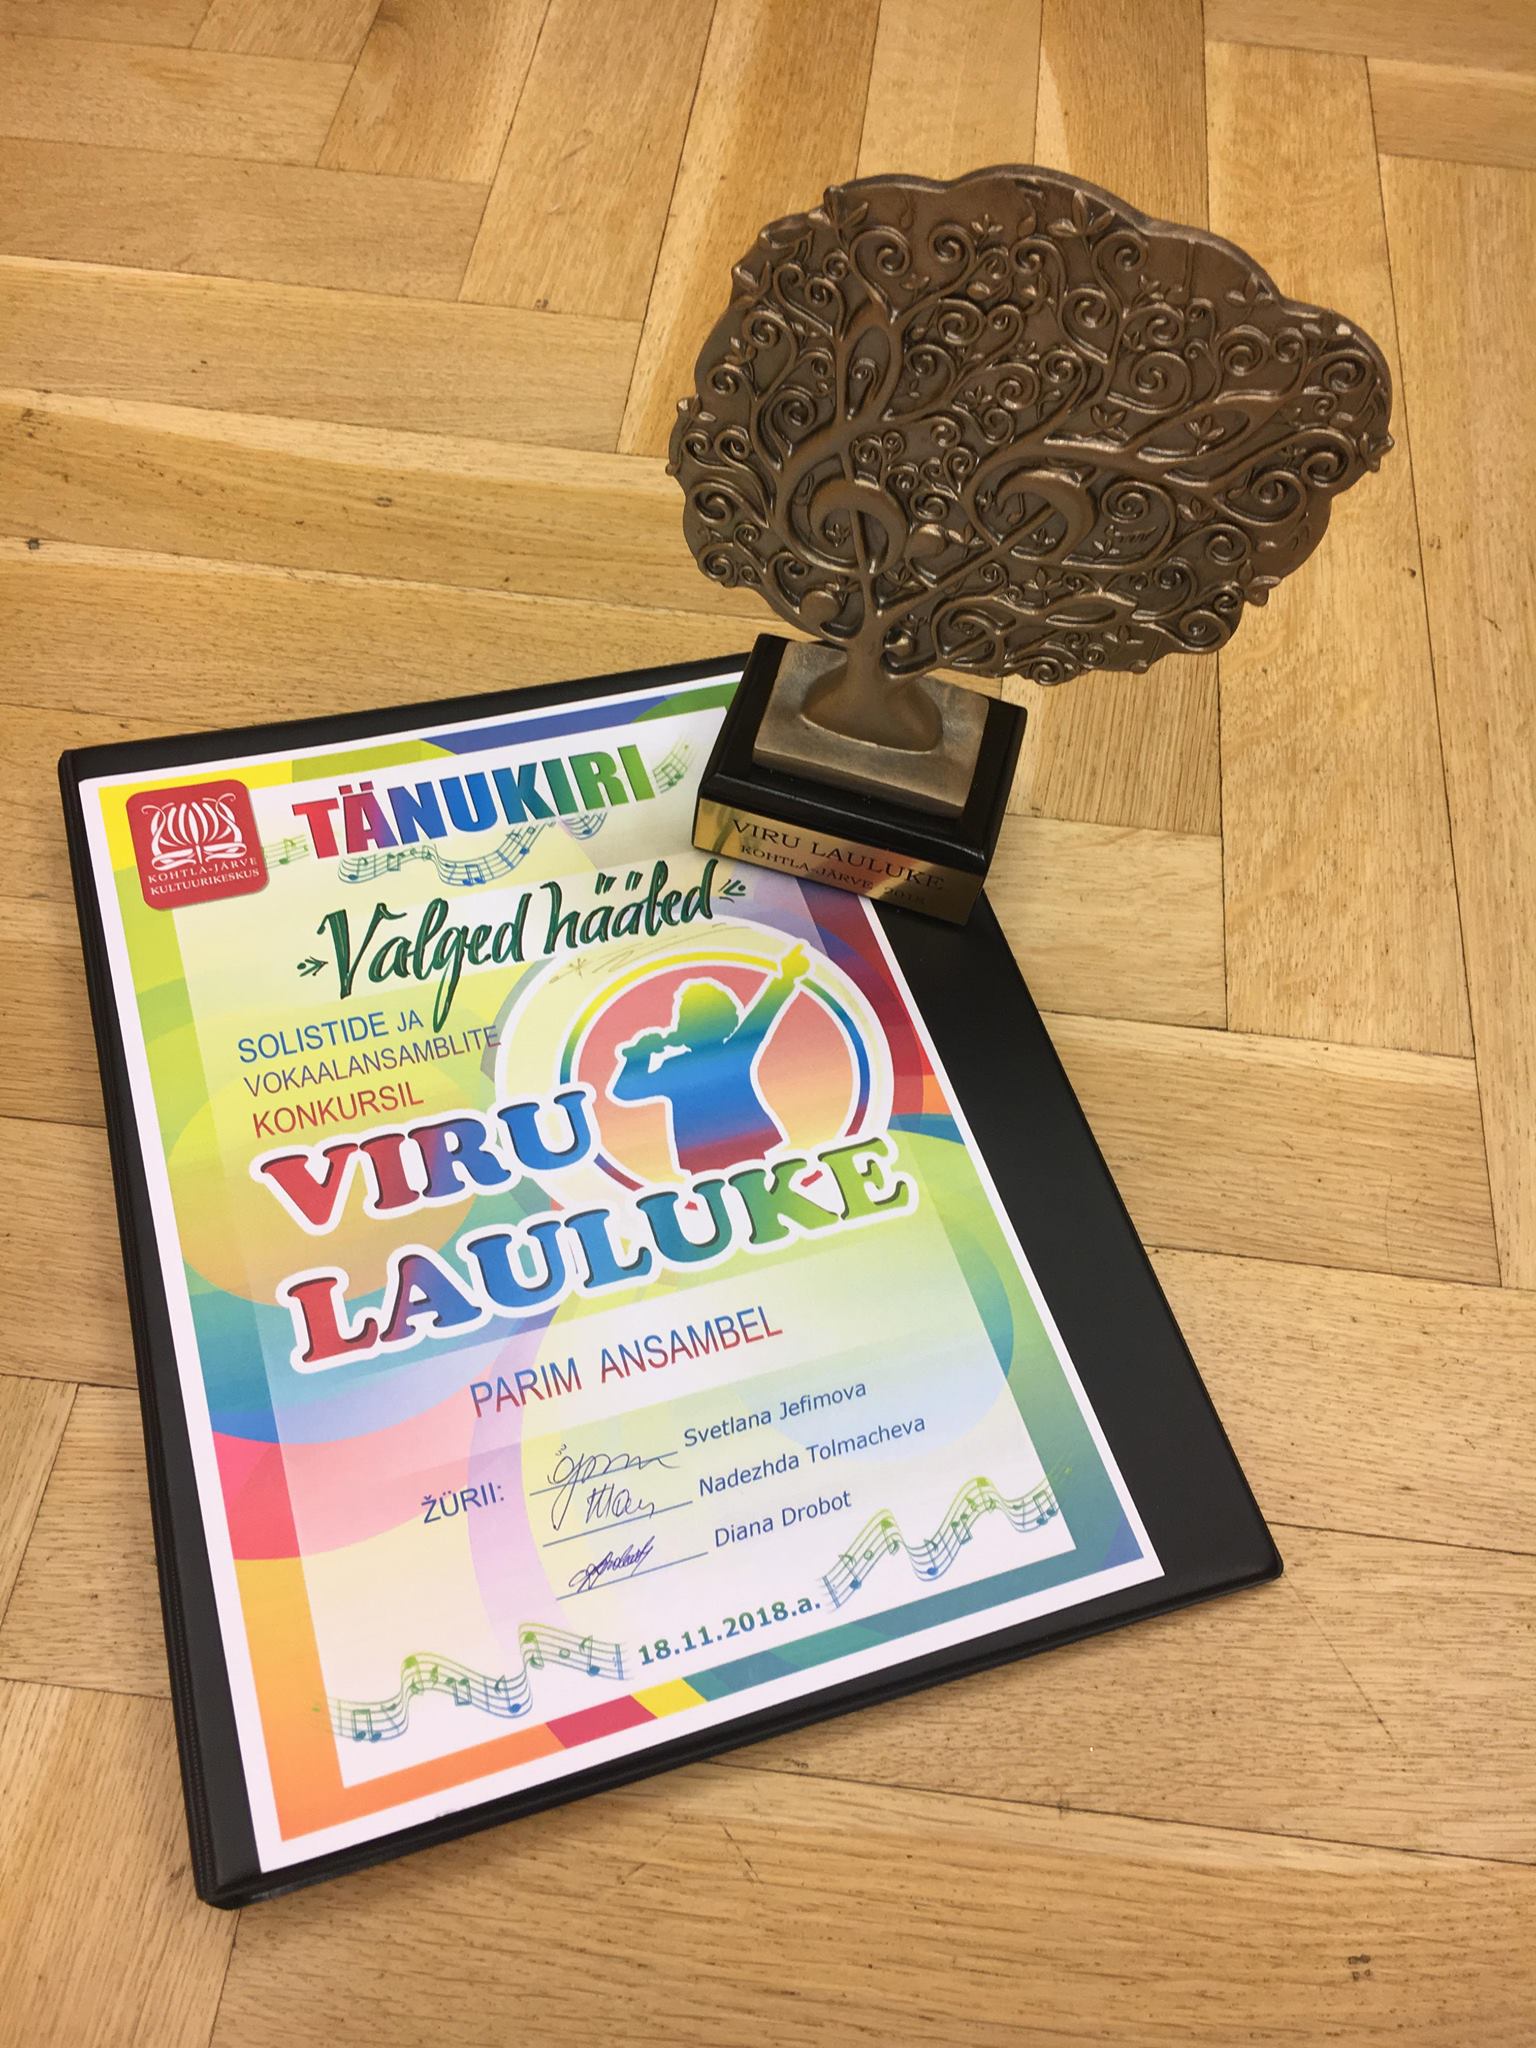 VIRU LAULUKE
KOHTLA-JÄRVE 2018
KOHTLA-JÄRVE
KULTUURIKESKUS
TÄNUKIRI
Valged hääled
SOLISTIDE JA
VOKAALANSAMBLITE
KONKURSIL
VIRU
LAULUKE
PARIM ANSAMBEL
ŽÜRII:
Svetlana Jefimova
Nadezhda Tolmacheva
Diana Drobot
18.11.2018.a.